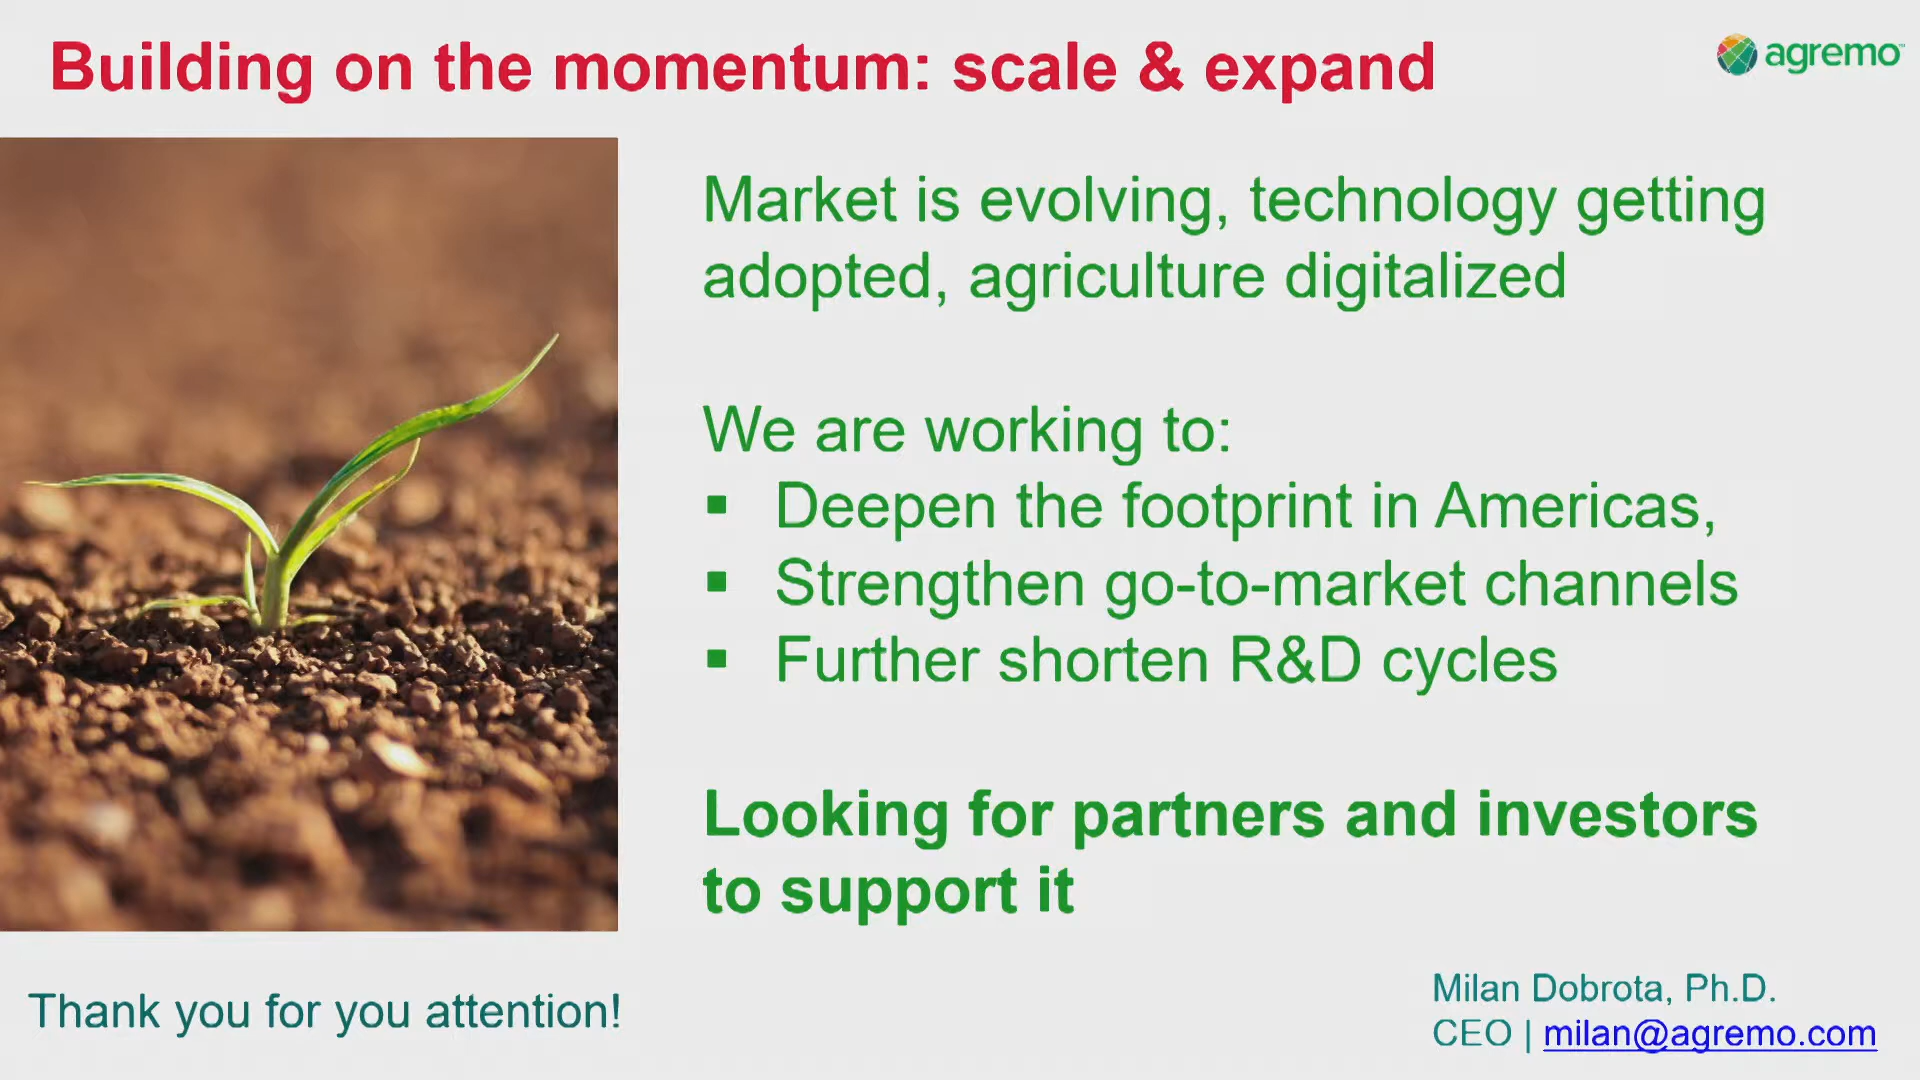 Building on the momentum: scale & expand
agremo™
Market is evolving, technology getting
adopted, agriculture digitalized
We are working to:
▪ Deepen the footprint in Americas,
▪ Strengthen go-to-market channels
▪ Further shorten R&D cycles
Looking for partners and investors
to support it
Thank you for you attention!
Milan Dobrota, Ph.D.
CEO | milan@agremo.com